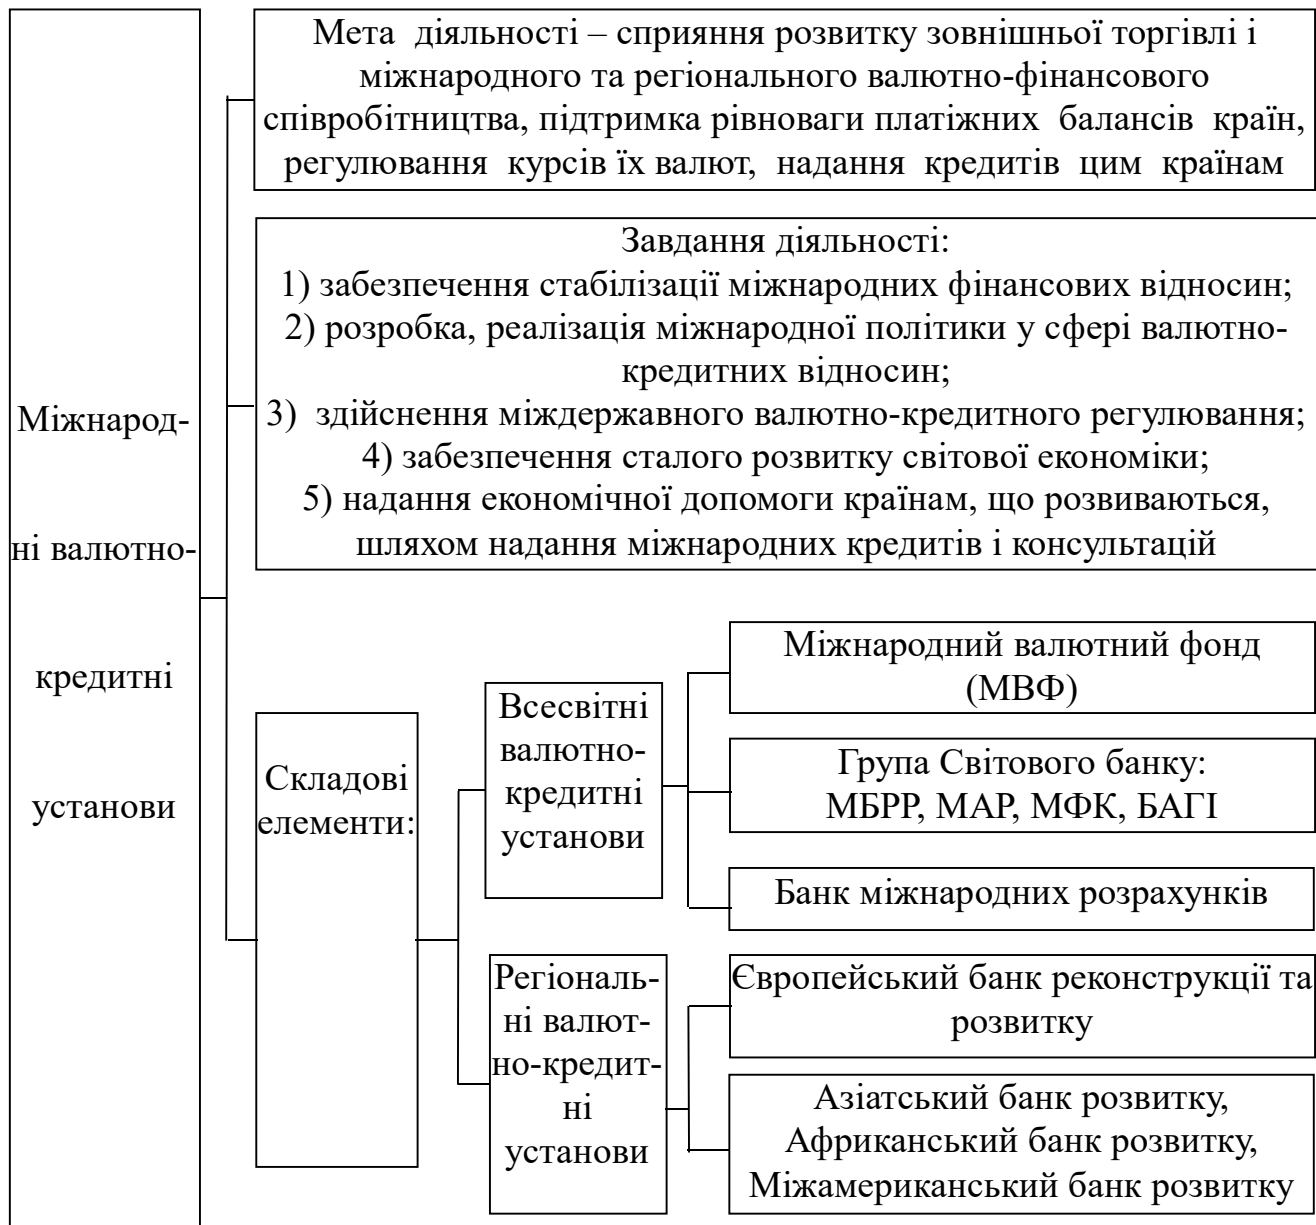 Міжнарод-
ні валютно-
кредитні
установи
Мета діяльності – сприяння розвитку зовнішньої торгівлі і
міжнародного та регіонального валютно-фінансового
співробітництва, підтримка рівноваги платіжних балансів країн,
регулювання курсів їх валют, надання кредитів цим країнам
Завдання діяльності:
1) забезпечення стабілізації міжнародних фінансових відносин;
2) розробка, реалізація міжнародної політики у сфері валютно-
кредитних відносин;
3) здійснення міждержавного валютно-кредитного регулювання;
4) забезпечення сталого розвитку світової економіки;
5) надання економічної допомоги країнам, що розвиваються,
шляхом надання міжнародних кредитів і консультацій
Складові
елементи:
Всесвітні
валютно-
кредитні
установи
Міжнародний валютний фонд
(МВФ)
Група Світового банку:
МБРР, МАР, МФК, БАГІ
Банк міжнародних розрахунків
Регіональ-
ні валют-
но-кредит-
ні
установи
Європейський банк реконструкції та
розвитку
Азіатський банк розвитку,
Африканський банк розвитку,
Міжамериканський банк розвитку